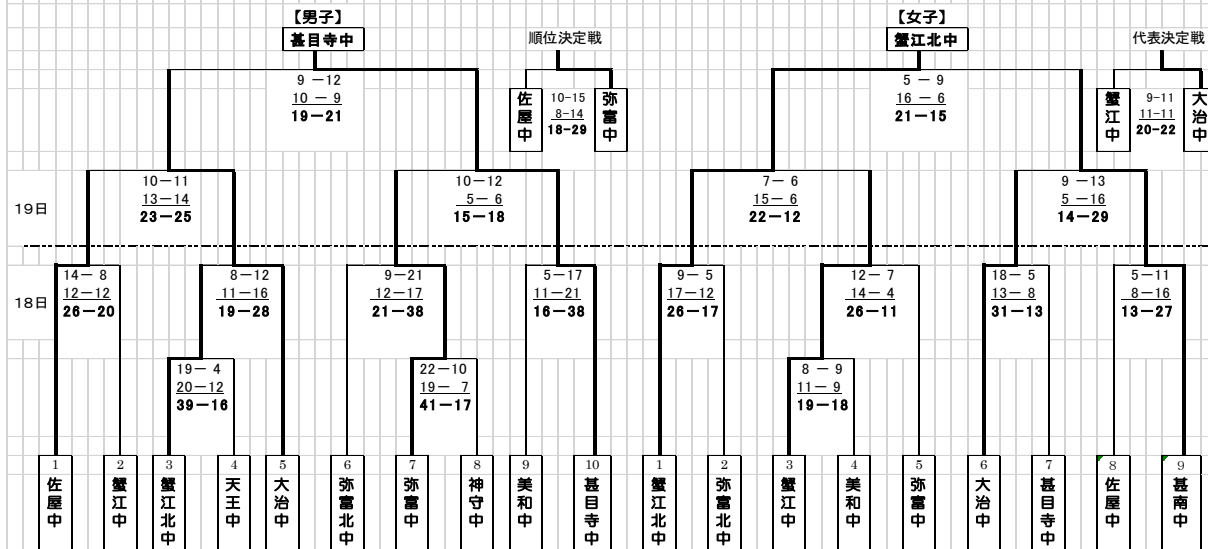 【男子】
甚目寺中
順位決定戦
【女子】
蟹江北中
代表決定戦
9 －12
10 － 9
19－21
佐屋中
10-15
8-14
18-29
弥富中
5 － 9
16 － 6
21－15
蟹江中
9-11
11-11
20-22
大治中
19日
10－11
13－14
23－25
10－12
5－ 6
15－18
7－ 6
15－ 6
22－12
9 －13
5 －16
14－29
18日
14－ 8
12－12
26－20
8－12
11－16
19－28
9－21
12－17
21－38
5－17
11－21
16－38
9－ 5
17－12
26－17
12－ 7
14－ 4
26－11
18－ 5
13－ 8
31－13
5－11
8－16
13－27
19－ 4
20－12
39－16
22－10
19－ 7
41－17
8 － 9
11－ 9
19－18
1
佐屋中
2
蟹江中
3
蟹江北中
4
天王中
5
大治中
6
弥富北中
7
弥富中
8
神守中
9
美和中
10
甚目寺中
1
蟹江北中
2
弥富北中
3
蟹江中
4
美和中
5
弥富中
6
大治中
7
甚目寺中
8
佐屋中
9
甚南中